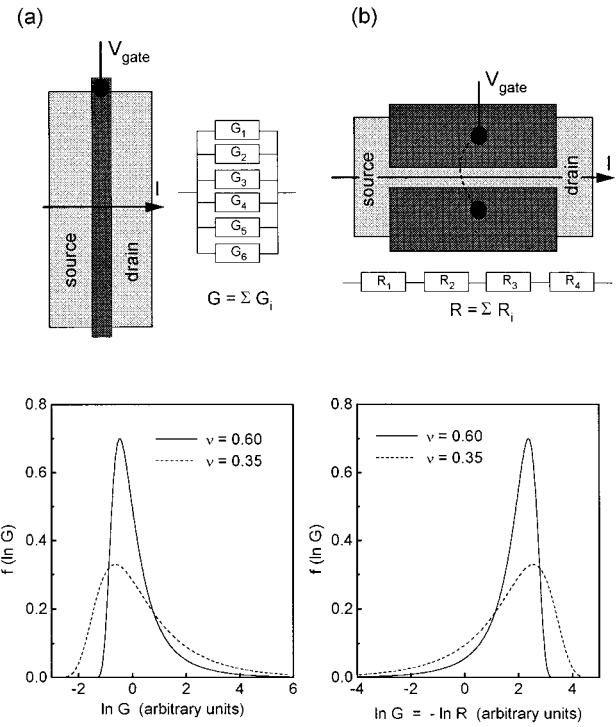 (a)
V_gate
source
drain
I
G_1
G_2
G_3
G_4
G_5
G_6
G = Σ G_i
(b)
V_gate
source
drain
I
R_1 R_2 R_3 R_4
R = Σ R_i
0.8
0.6
0.4
0.2
0.0
f (ln G)
ν = 0.60
ν = 0.35
-2 0 2 4 6
ln G (arbitrary units)
0.8
0.6
0.4
0.2
0.0
f (ln G)
ν = 0.60
ν = 0.35
-4 -2 0 2 4
ln G = - ln R (arbitrary units)